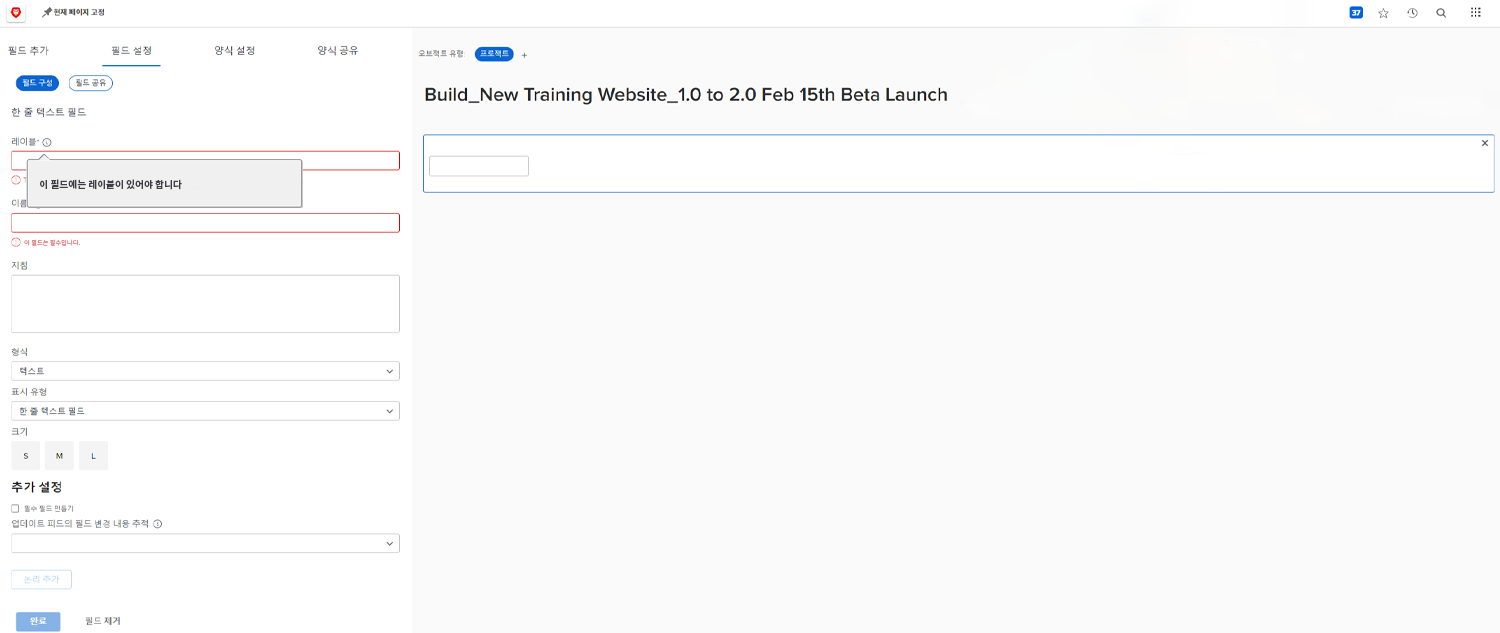 현재 페이지 고정
37
필드 추가
필드 설정
양식 설정
양식 공유
필드 구성
필드 공유
한 줄 텍스트 필드
레이블*
이 필드에는 레이블이 있어야 합니다
이름
이 필드는 필수입니다.
지침
형식
텍스트
표시 유형
한 줄 텍스트 필드
크기
S
M
L
추가 설정
필수 필드 만들기
업데이트 피드의 필드 변경 내용 추적
논리 추가
완료
필드 제거
오브젝트 유형:
프로젝트
+
Build_New Training Website_1.0 to 2.0 Feb 15th Beta Launch